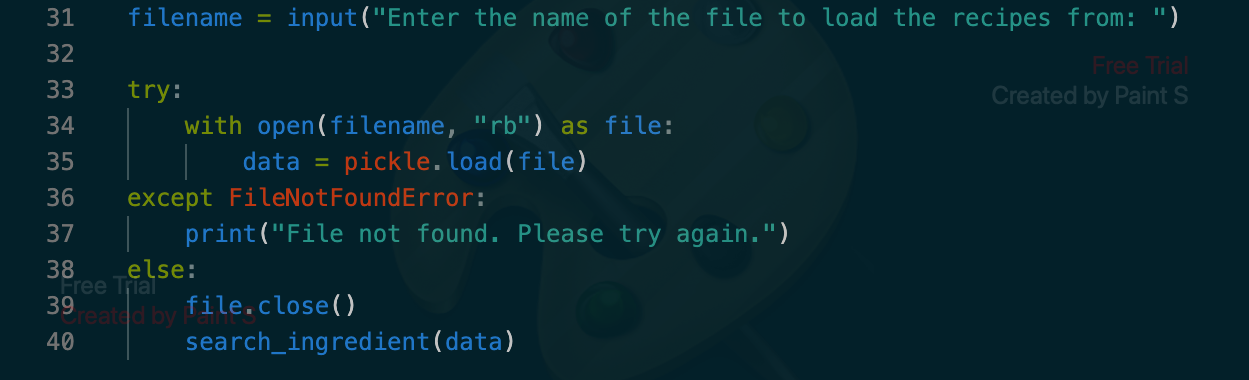 31 filename = input("Enter the name of the file to load the recipes from: ")
32
Free Trial
33 try:
Created by Paint S
34 with open(filename, "rb") as file:
35 data = pickle.load(file)
36 except FileNotFoundError:
37 print("File not found. Please try again.")
38 else:
Free Trial
39 file.close()
Created by Paint S
40 search_ingredient(data)